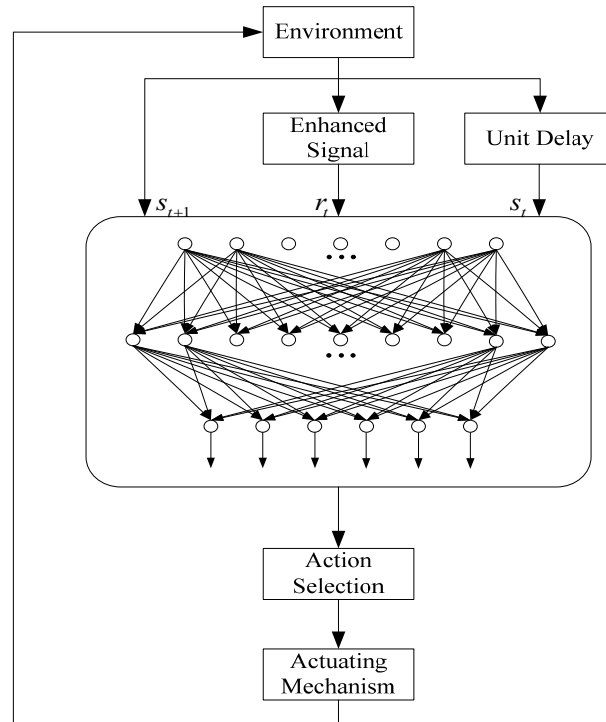 Environment
Enhanced
Signal
Unit Delay
s_{t+1}
r_t
s_t
...
...
Action
Selection
Actuating
Mechanism